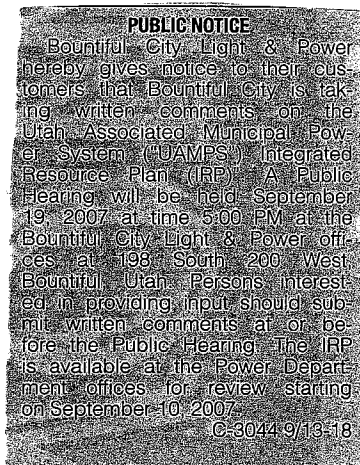 PUBLIC NOTICE
Bountiful City Light & Power
hereby gives notice to their cus-
tomers that Bountiful City is tak-
ing written comments on the
Utah Associated Municipal Pow-
er System ("UAMPS") Integrated
Resource Plan (IRP). A Public
Hearing will be held September
19, 2007 at time 5:00 PM at the
Bountiful City Light & Power offi-
ces at 198 South 200 West,
Bountiful, Utah. Persons interest-
ed in providing input should sub-
mit written comments at or be-
fore the Public Hearing. The IRP
is available at the Power Depart-
ment offices for review starting
on September 10, 2007.
C-3044 9/13-18